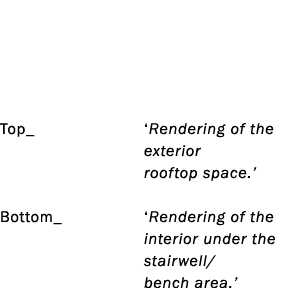 Top_ ‘Rendering of the
exterior
rooftop space.’
Bottom_ ‘Rendering of the
interior under the
stairwell/
bench area.’